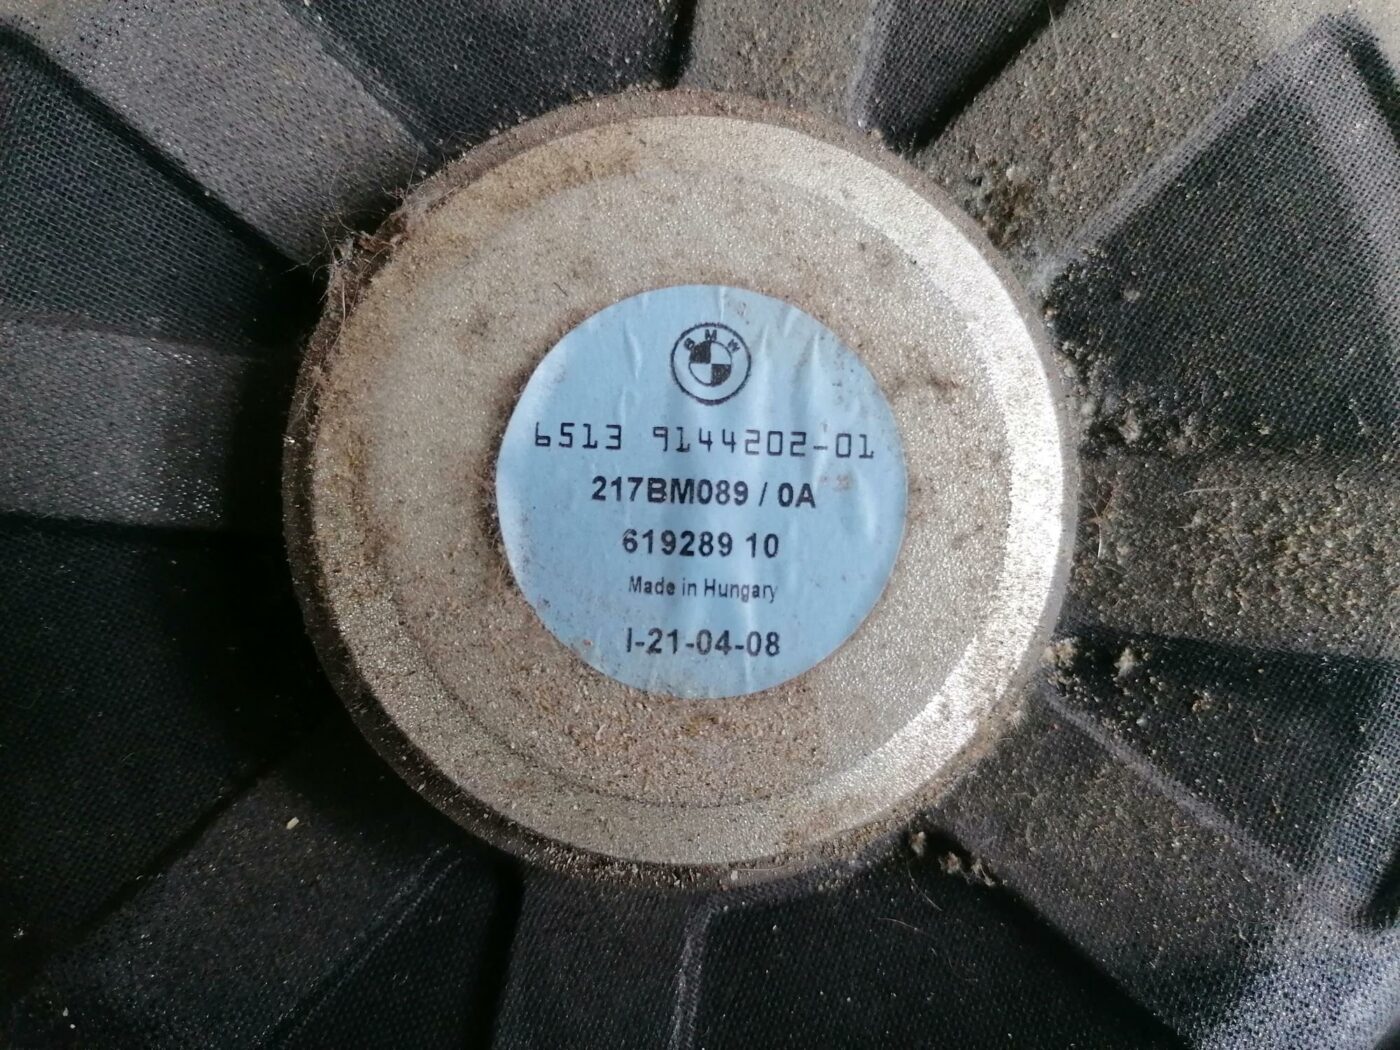 BMW
6513 9144202-01
217BM089 / 0A
619289 10
Made in Hungary
I-21-04-08